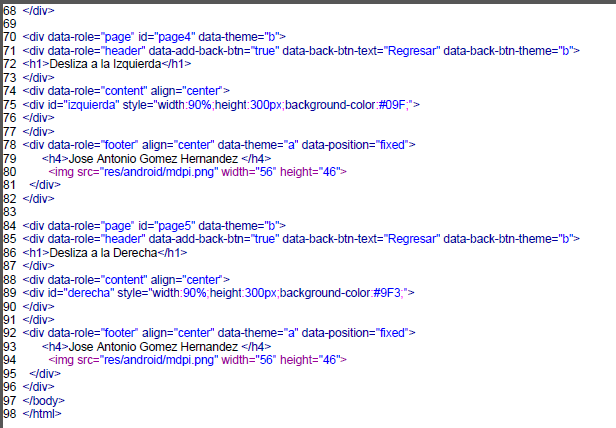 68 </div>
69
70 <div data-role="page" id="page4" data-theme="b">
71 <div data-role="header" data-add-back-btn="true" data-back-btn-text="Regresar" data-back-btn-theme="b">
72 <h1>Desliza a la Izquierda</h1>
73 </div>
74 <div data-role="content" align="center">
75 <div id="izquierda" style="width:90%;height:300px;background-color:#09F;">
76 </div>
77 </div>
78 <div data-role="footer" align="center" data-theme="a" data-position="fixed">
79 <h4>Jose Antonio Gomez Hernandez </h4>
80 <img src="res/android/mdpi.png" width="56" height="46">
81 </div>
82 </div>
83
84 <div data-role="page" id="page5" data-theme="b">
85 <div data-role="header" data-add-back-btn="true" data-back-btn-text="Regresar" data-back-btn-theme="b">
86 <h1>Desliza a la Derecha</h1>
87 </div>
88 <div data-role="content" align="center">
89 <div id="derecha" style="width:90%;height:300px;background-color:#9F3;">
90 </div>
91 </div>
92 <div data-role="footer" align="center" data-theme="a" data-position="fixed">
93 <h4>Jose Antonio Gomez Hernandez </h4>
94 <img src="res/android/mdpi.png" width="56" height="46">
95 </div>
96 </div>
97 </body>
98 </html>